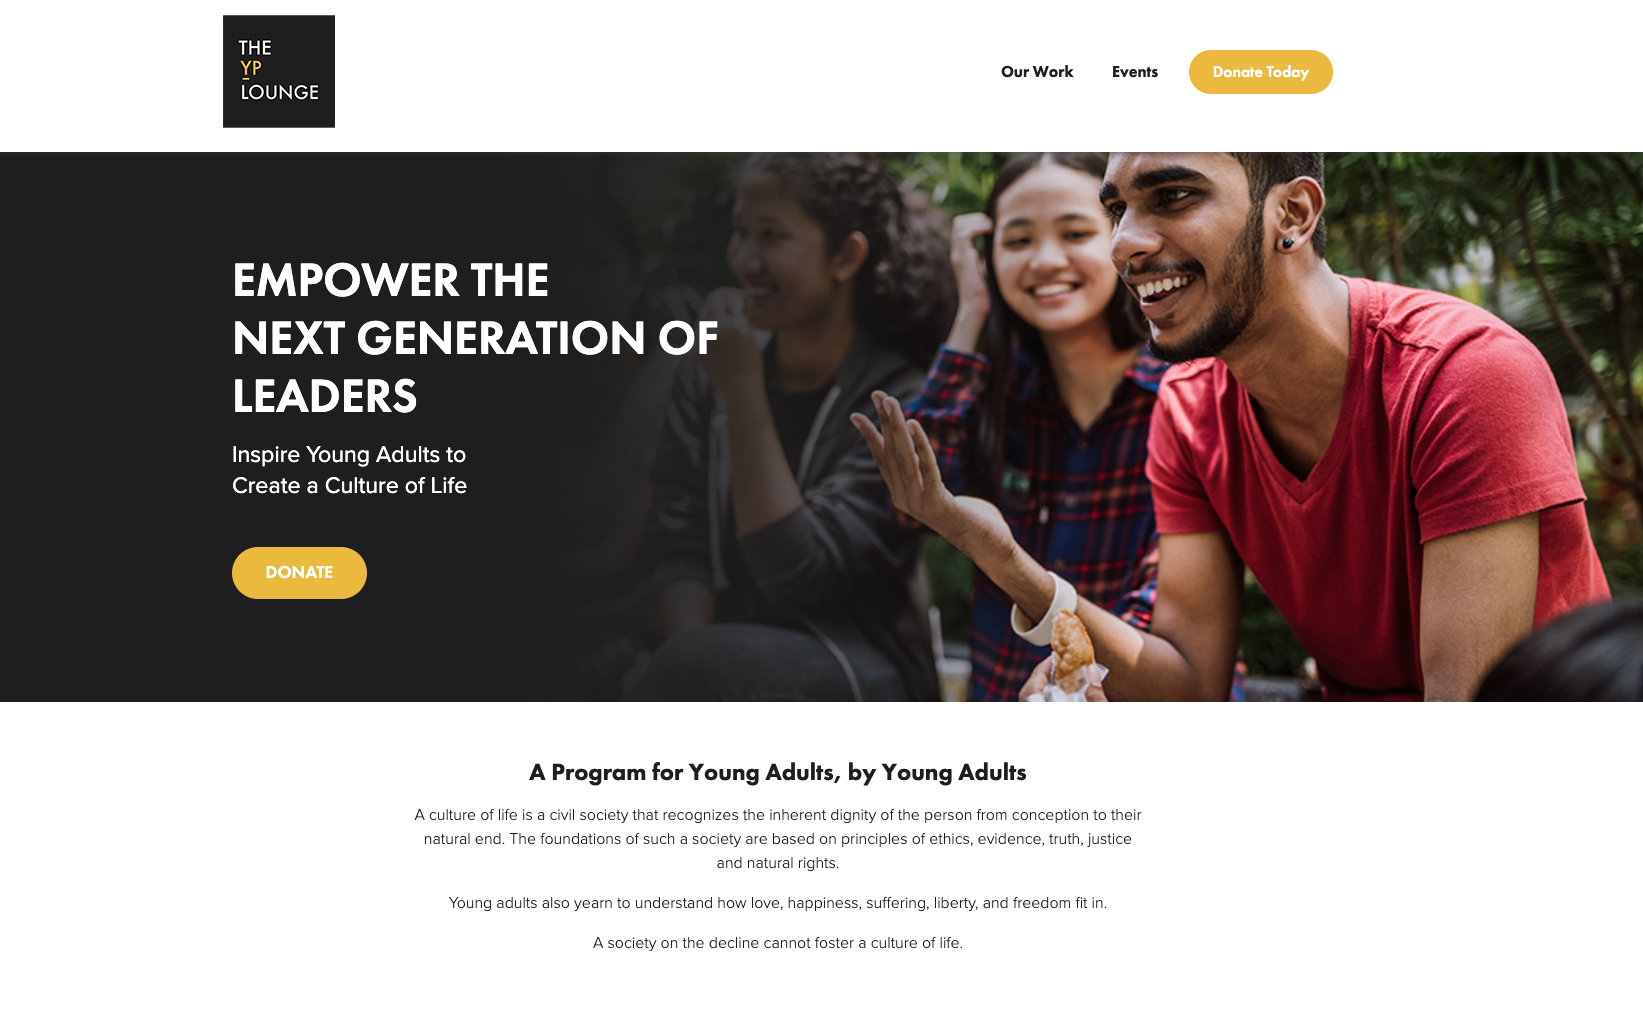 THE
YP
LOUNGE
Our Work
Events
Donate Today
EMPOWER THE
NEXT GENERATION OF
LEADERS
Inspire Young Adults to
Create a Culture of Life
DONATE
A Program for Young Adults, by Young Adults
A culture of life is a civil society that recognizes the inherent dignity of the person from conception to their
natural end. The foundations of such a society are based on principles of ethics, evidence, truth, justice
and natural rights.
Young adults also yearn to understand how love, happiness, suffering, liberty, and freedom fit in.
A society on the decline cannot foster a culture of life.